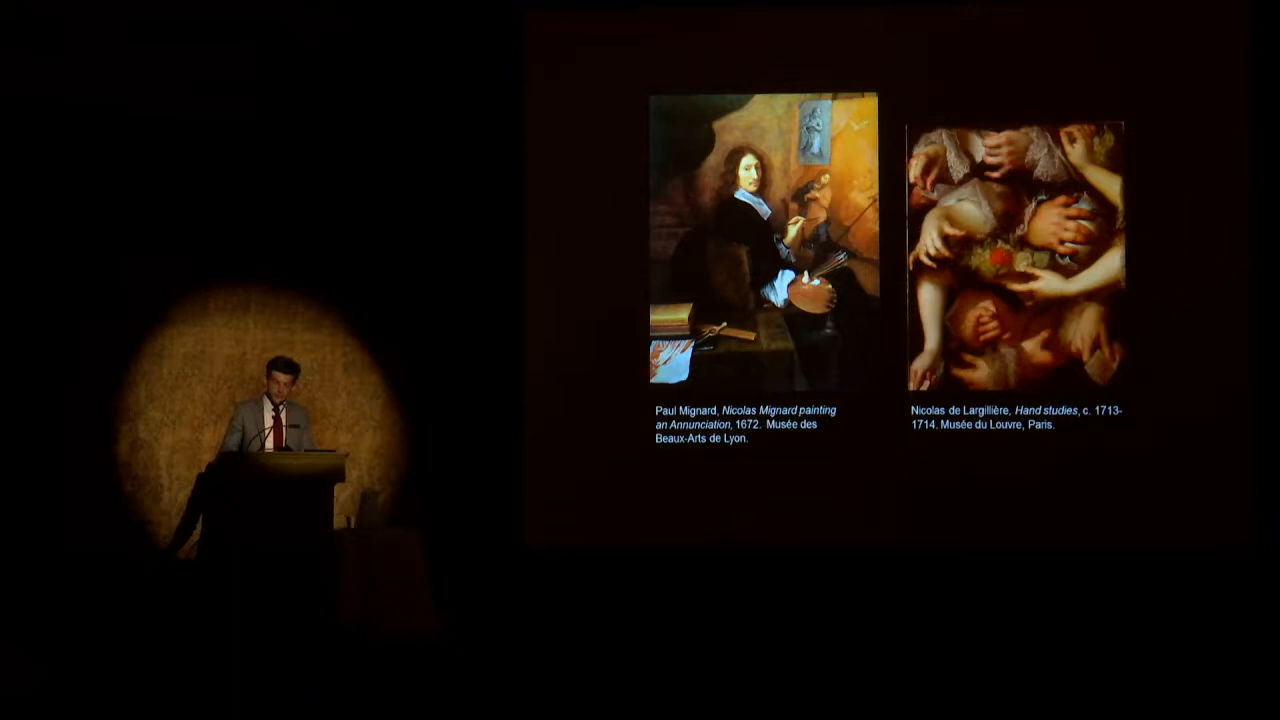 Paul Mignard, Nicolas Mignard painting
an Annunciation, 1672. Musée des
Beaux-Arts de Lyon.
Nicolas de Largillière, Hand studies, c. 1713-
1714. Musée du Louvre, Paris.